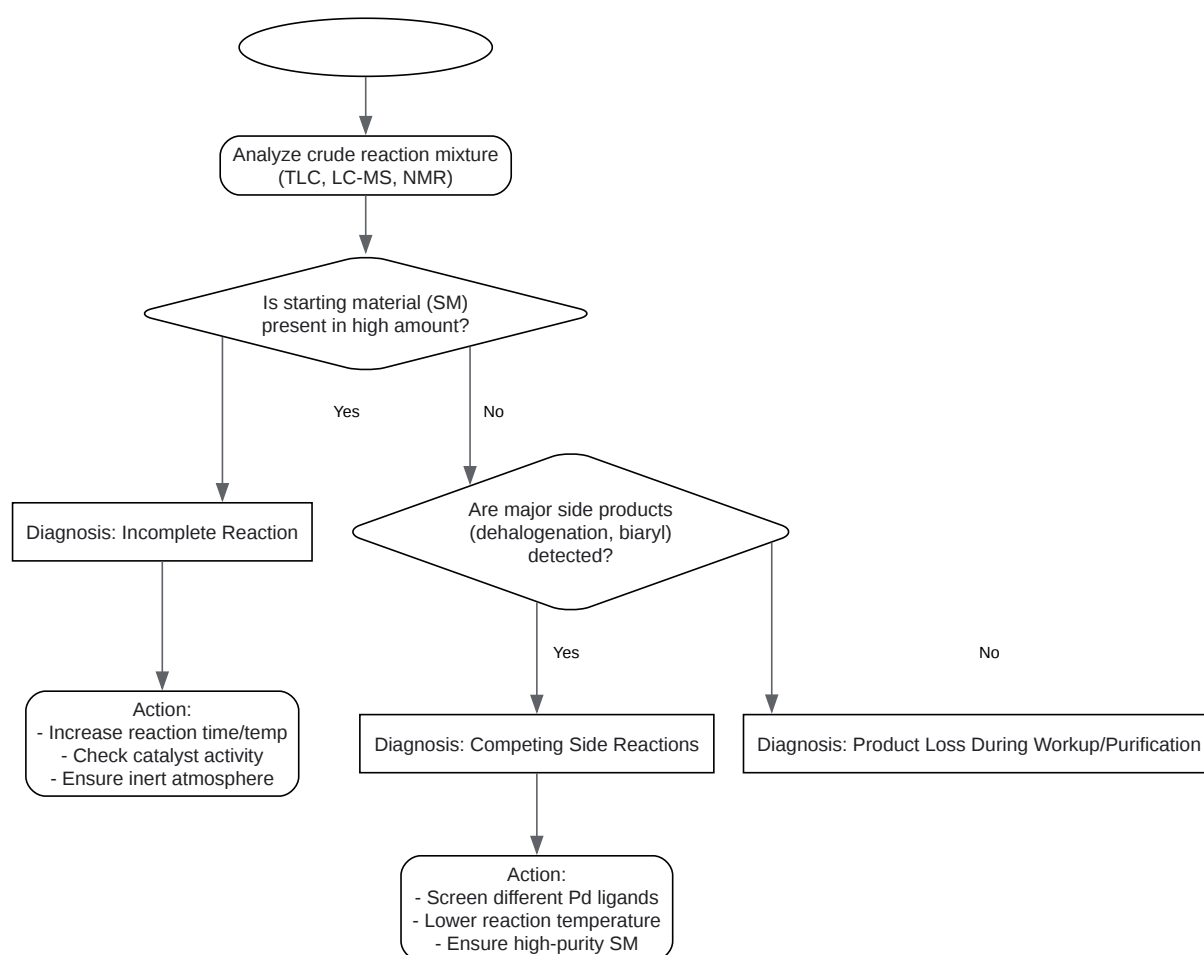 Analyze crude reaction mixture
(TLC, LC-MS, NMR)
Is starting material (SM)
present in high amount?
Yes
No
Diagnosis: Incomplete Reaction
Are major side products
(dehalogenation, biaryl)
detected?
Yes
No
Action:
- Increase reaction time/temp
- Check catalyst activity
- Ensure inert atmosphere
Diagnosis: Competing Side Reactions
Diagnosis: Product Loss During Workup/Purification
Action:
- Screen different Pd ligands
- Lower reaction temperature
- Ensure high-purity SM